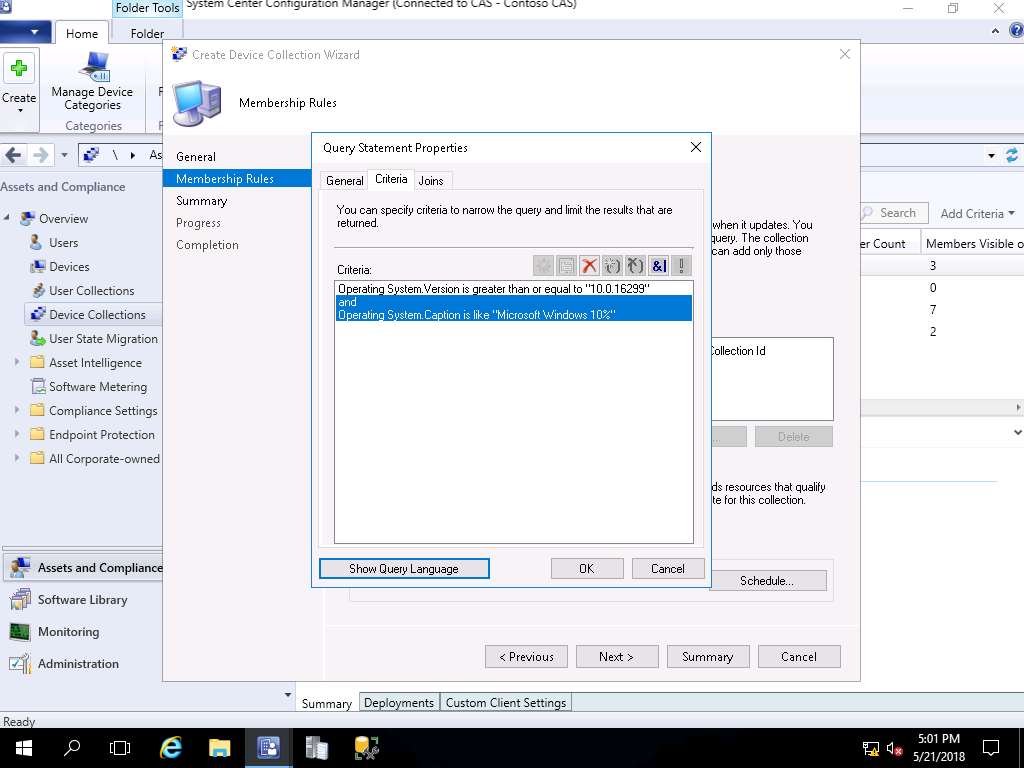 Folder Tools
System Center Configuration Manager (Connected to CAS - Contoso CAS)
Home
Folder
Create
Manage Device
Categories
Categories
\
As
Create Device Collection Wizard
Membership Rules
General
Membership Rules
Summary
Progress
Completion
Assets and Compliance
Overview
Users
Devices
User Collections
Device Collections
User State Migration
Asset Intelligence
Software Metering
Compliance Settings
Endpoint Protection
All Corporate-owned
Assets and Compliance
Software Library
Monitoring
Administration
Query Statement Properties
General
Criteria
Joins
You can specify criteria to narrow the query and limit the results that are
returned.
Criteria:
&|
!
Operating System.Version is greater than or equal to "10.0.16299"
and
Operating System.Caption is like "Microsoft Windows 10%"
Show Query Language
OK
Cancel
when it updates. You
query. The collection
can add only those
Collection Id
...
Delete
ds resources that qualify
te for this collection.
Schedule...
< Previous
Next >
Summary
Cancel
Search
Add Criteria
er Count
Members Visible o
3
0
7
2
Summary
Deployments
Custom Client Settings
Ready
5:01 PM
5/21/2018